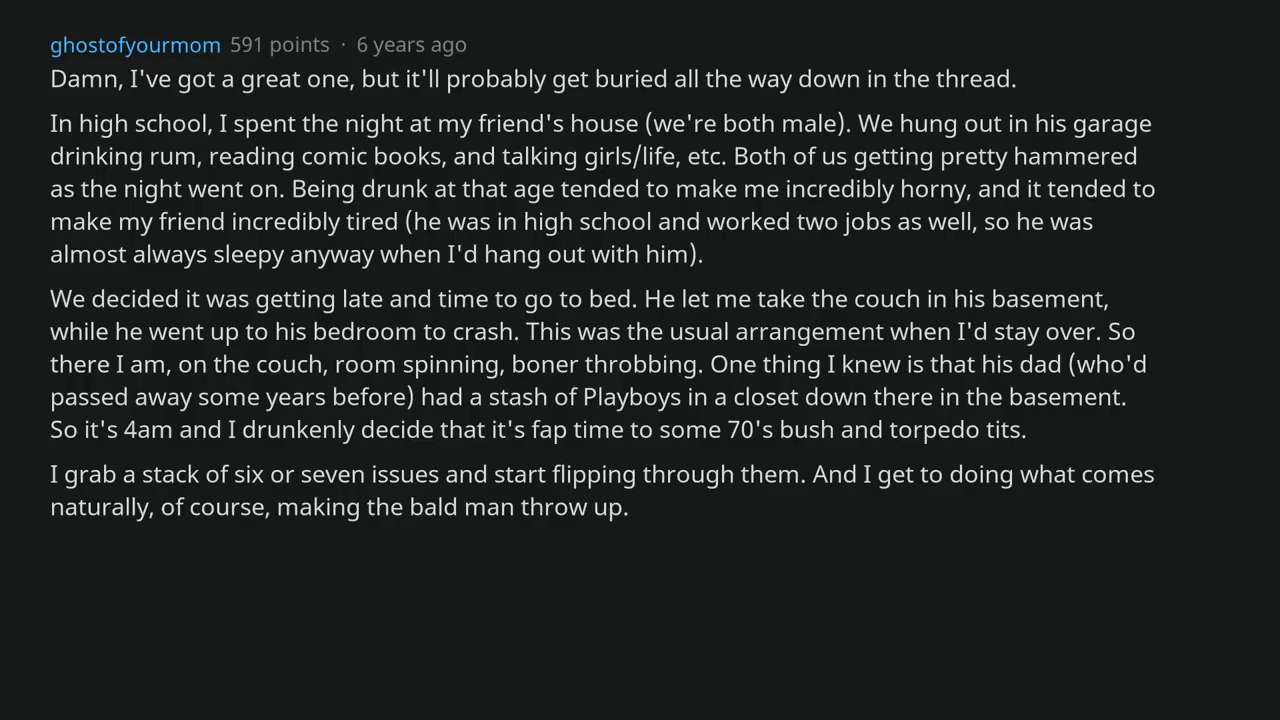 ghostofyourmom 591 points · 6 years ago
Damn, I've got a great one, but it'll probably get buried all the way down in the thread.
In high school, I spent the night at my friend's house (we're both male). We hung out in his garage
drinking rum, reading comic books, and talking girls/life, etc. Both of us getting pretty hammered
as the night went on. Being drunk at that age tended to make me incredibly horny, and it tended to
make my friend incredibly tired (he was in high school and worked two jobs as well, so he was
almost always sleepy anyway when I'd hang out with him).
We decided it was getting late and time to go to bed. He let me take the couch in his basement,
while he went up to his bedroom to crash. This was the usual arrangement when I'd stay over. So
there I am, on the couch, room spinning, boner throbbing. One thing I knew is that his dad (who'd
passed away some years before) had a stash of Playboys in a closet down there in the basement.
So it's 4am and I drunkenly decide that it's fap time to some 70's bush and torpedo tits.
I grab a stack of six or seven issues and start flipping through them. And I get to doing what comes
naturally, of course, making the bald man throw up.